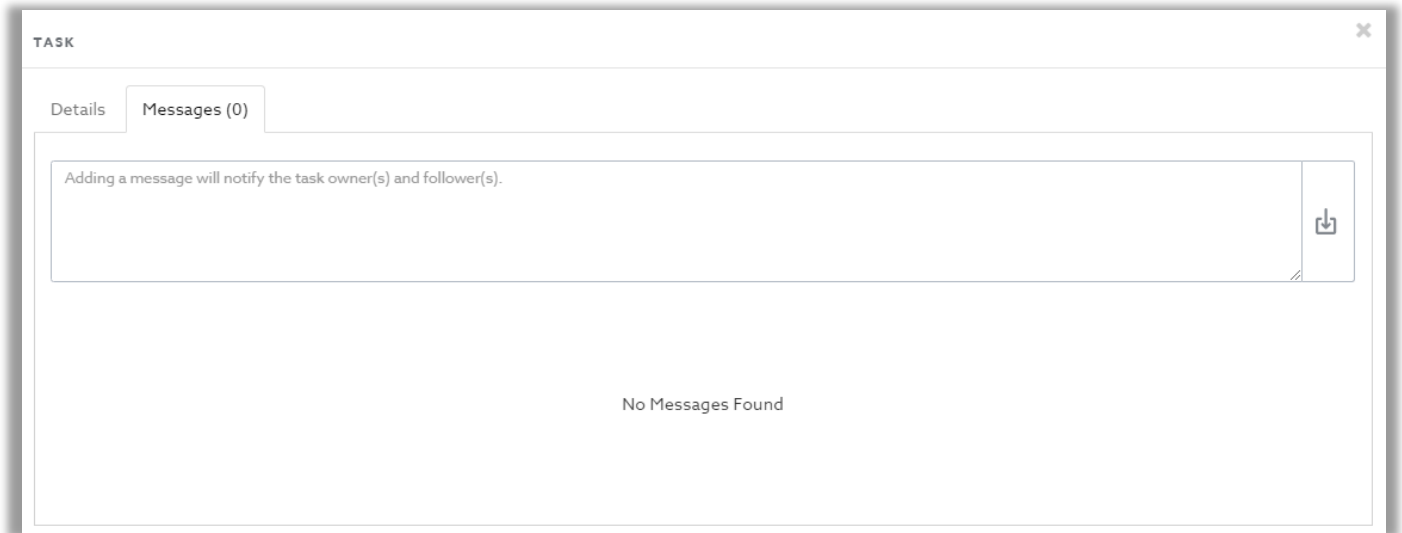 TASK
Details
Messages (0)
Adding a message will notify the task owner(s) and follower(s).
No Messages Found